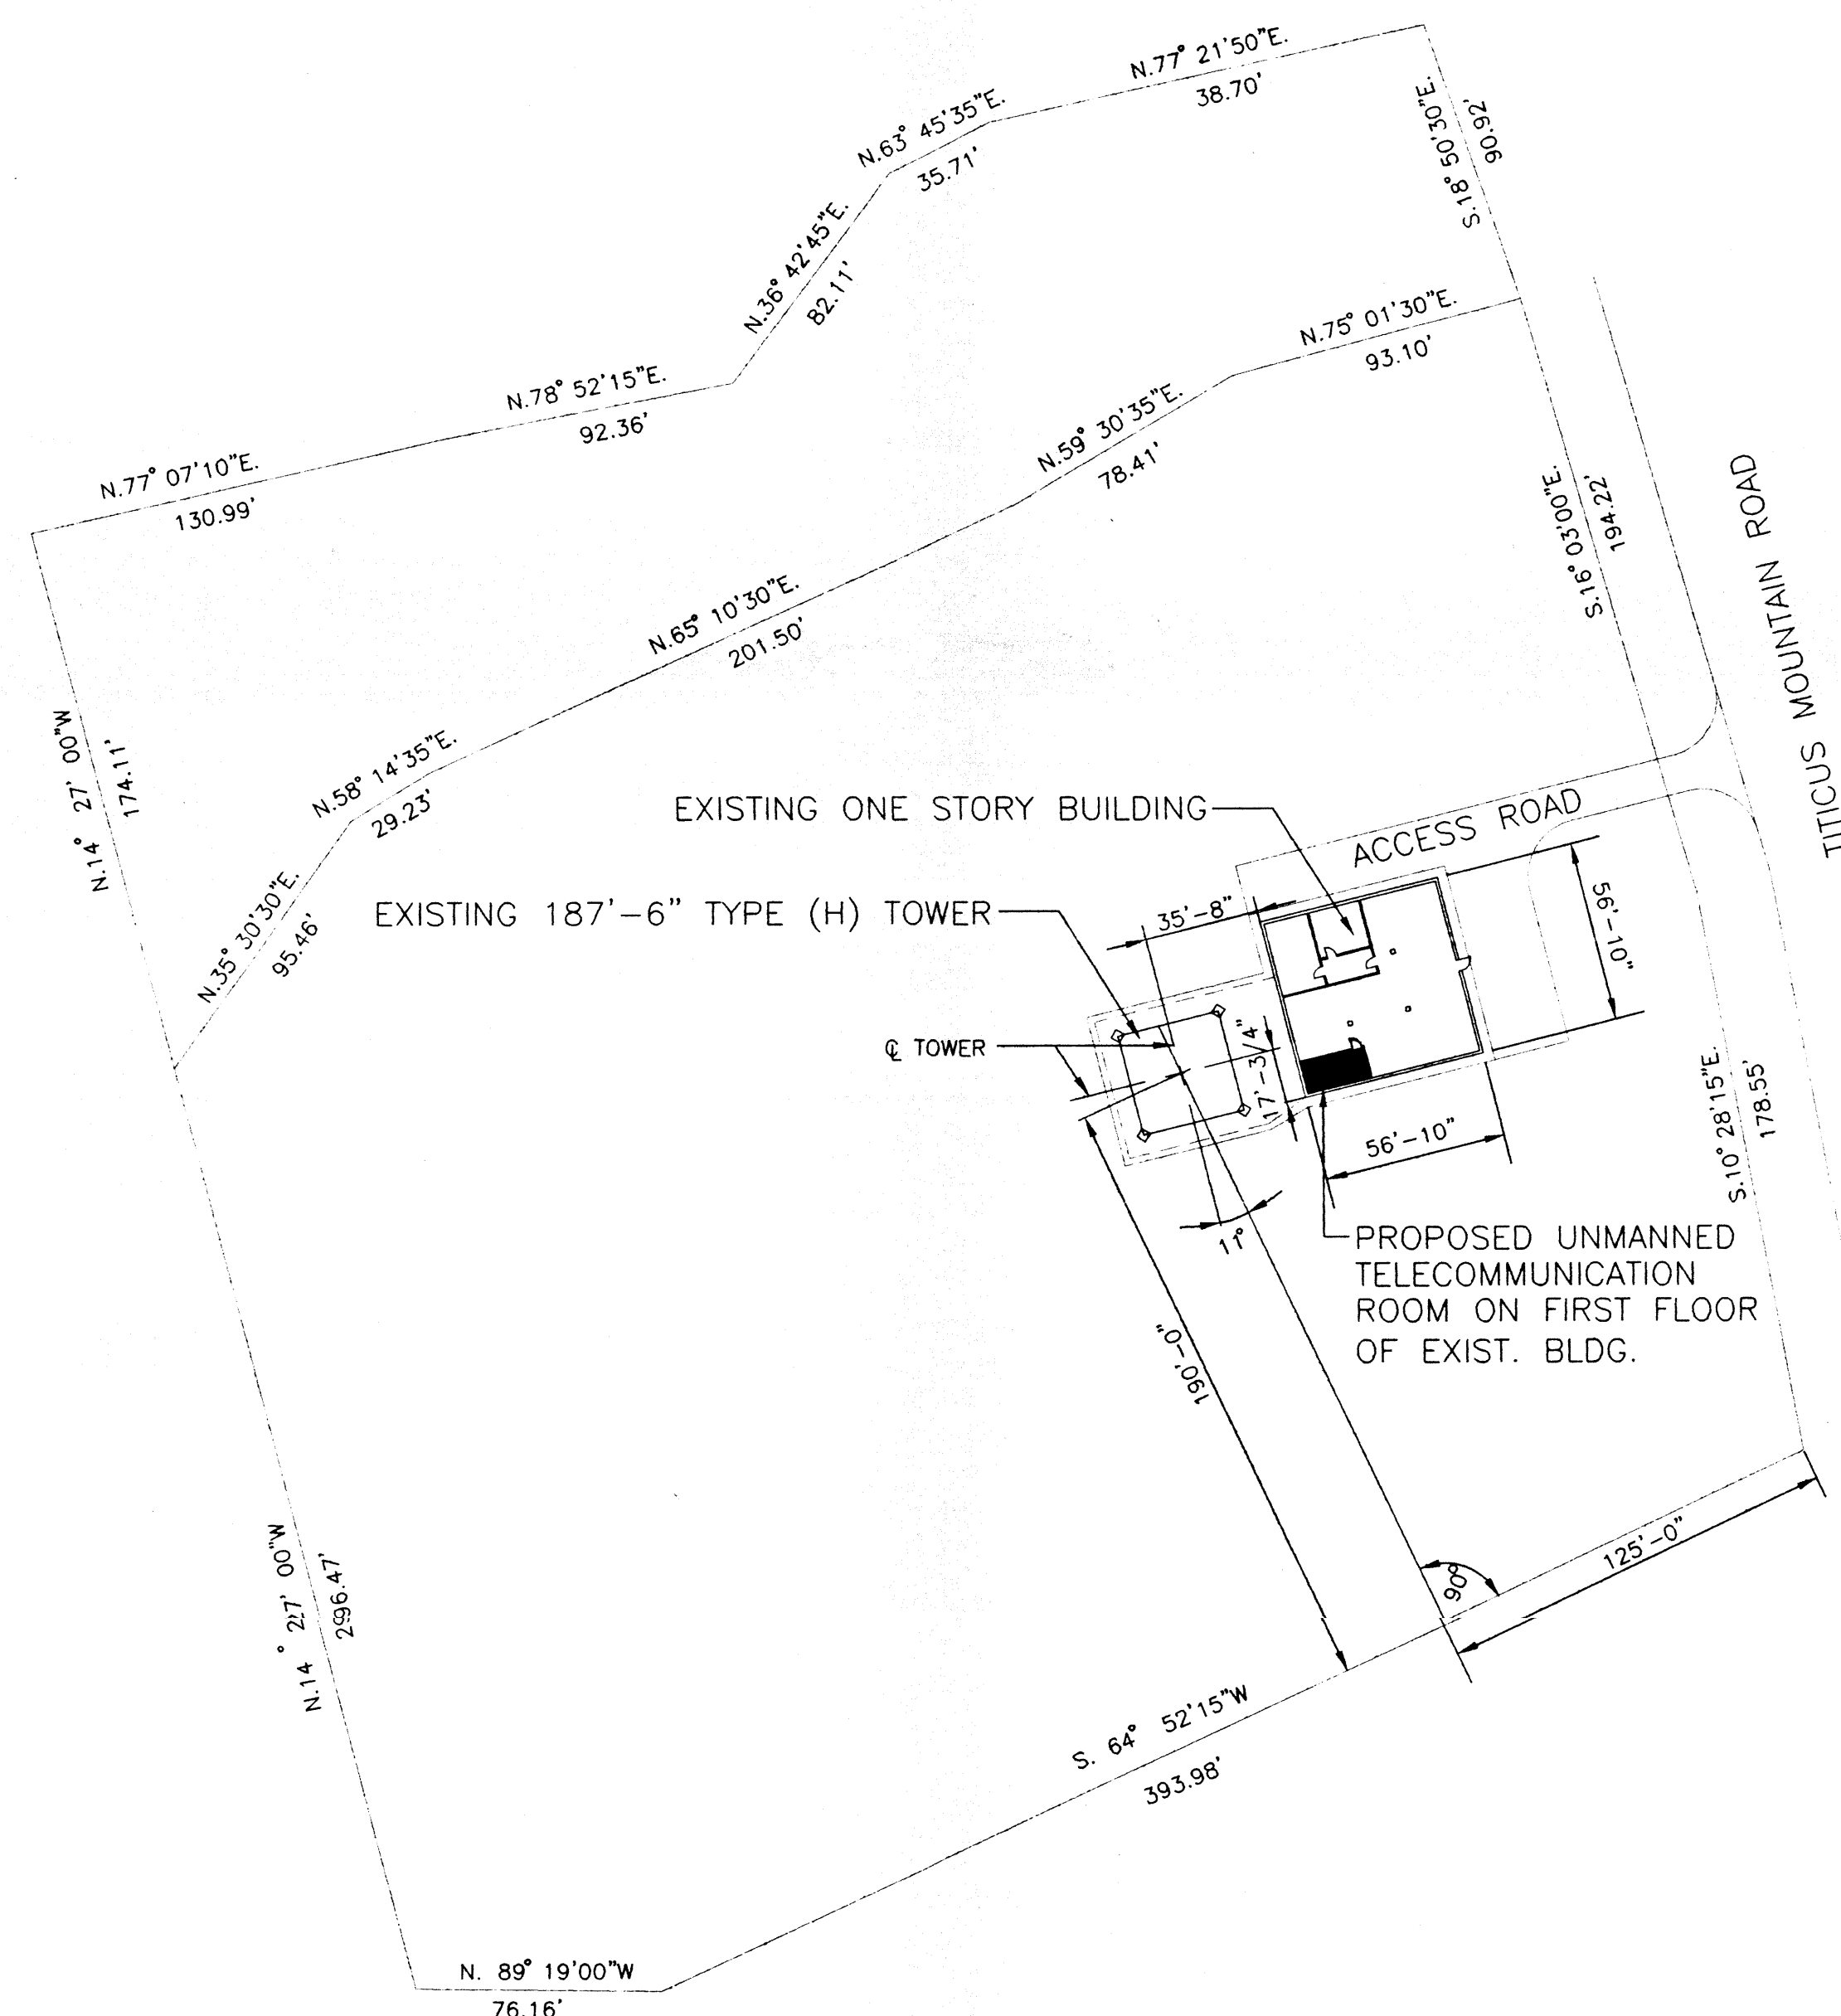 N.77° 21'50"E.
38.70'
N.63° 45'35"E.
35.71'
S.18° 50'30"E.
90.92'
N.36° 42'45"E.
82.11'
N.75° 01'30"E.
93.10'
N.78° 52'15"E.
92.36'
N.59° 30'35"E.
78.41'
N.77° 07'10"E.
130.99'
S.16° 03'00"E.
194.22'
TITICUS MOUNTAIN ROAD
N.65° 10'30"E.
201.50'
N.14° 27' 00"W
174.11'
N.58° 14'35"E.
29.23'
EXISTING ONE STORY BUILDING
ACCESS ROAD
N.35° 30'30"E.
95.46'
EXISTING 187'-6" TYPE (H) TOWER
35'-8"
56'-10"
℄ TOWER
17'-3/4"
56'-10"
S.10° 28'15"E.
178.55'
11°
PROPOSED UNMANNED
TELECOMMUNICATION
ROOM ON FIRST FLOOR
OF EXIST. BLDG.
190'-0"
125'-0"
90°
N.14° 27' 00"W
296.47'
S. 64° 52'15"W
393.98'
N. 89° 19'00"W
76.16'